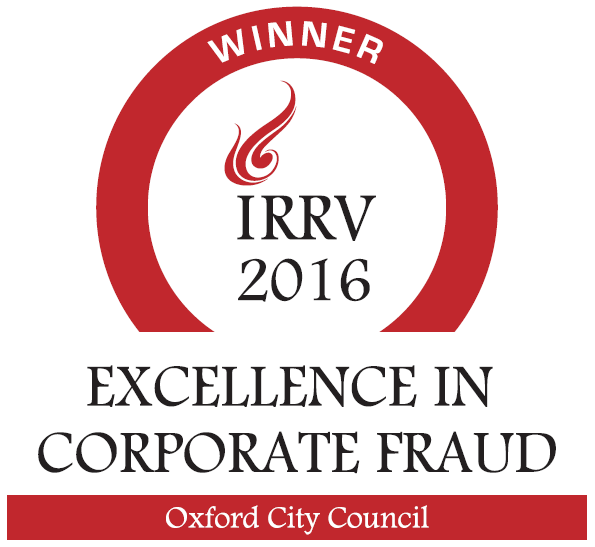 WINNER
IRRV
2016
EXCELLENCE IN
CORPORATE FRAUD
Oxford City Council